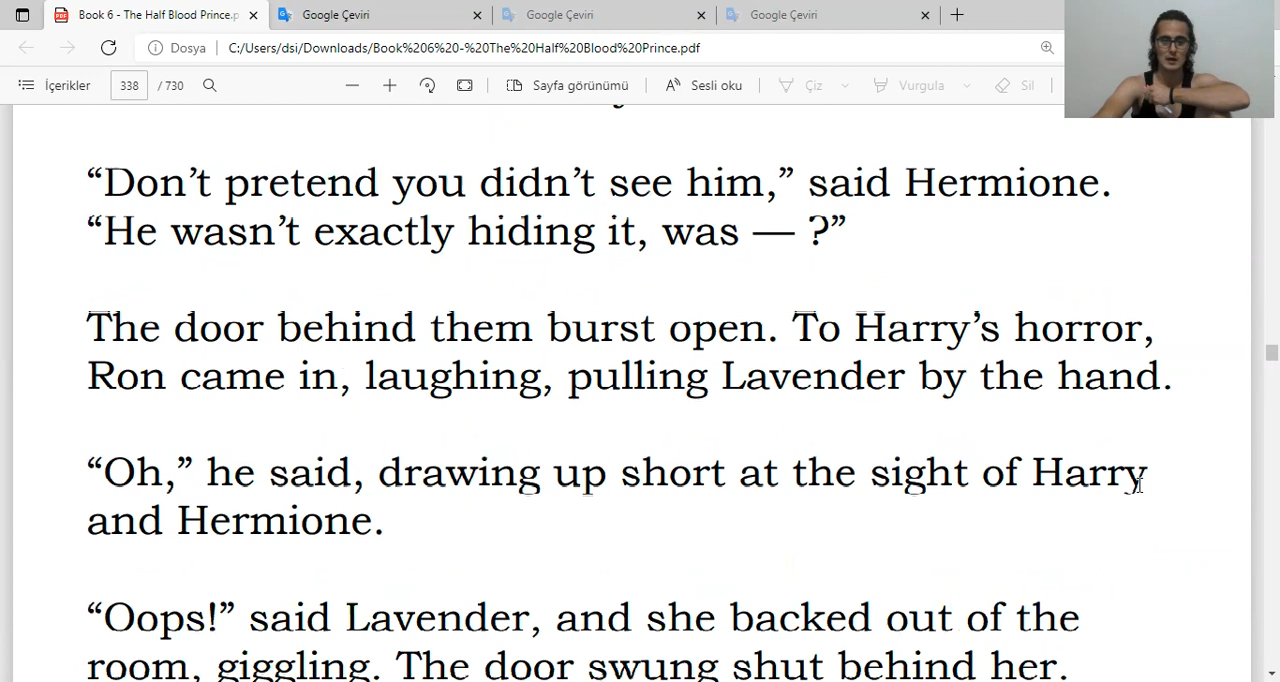 Book 6 - The Half Blood Prince.p
Google Çeviri
Google Çeviri
Google Çeviri
Dosya
C:/Users/dsi/Downloads/Book%206%20-%20The%20Half%20Blood%20Prince.pdf
İçerikler 338 / 730 Sayfa görünümü Sesli oku Çiz Vurgula Sil
“Don’t pretend you didn’t see him,” said Hermione.
“He wasn’t exactly hiding it, was — ?”
The door behind them burst open. To Harry’s horror,
Ron came in, laughing, pulling Lavender by the hand.
“Oh,” he said, drawing up short at the sight of Harry
and Hermione.
“Oops!” said Lavender, and she backed out of the
room, giggling. The door swung shut behind her.